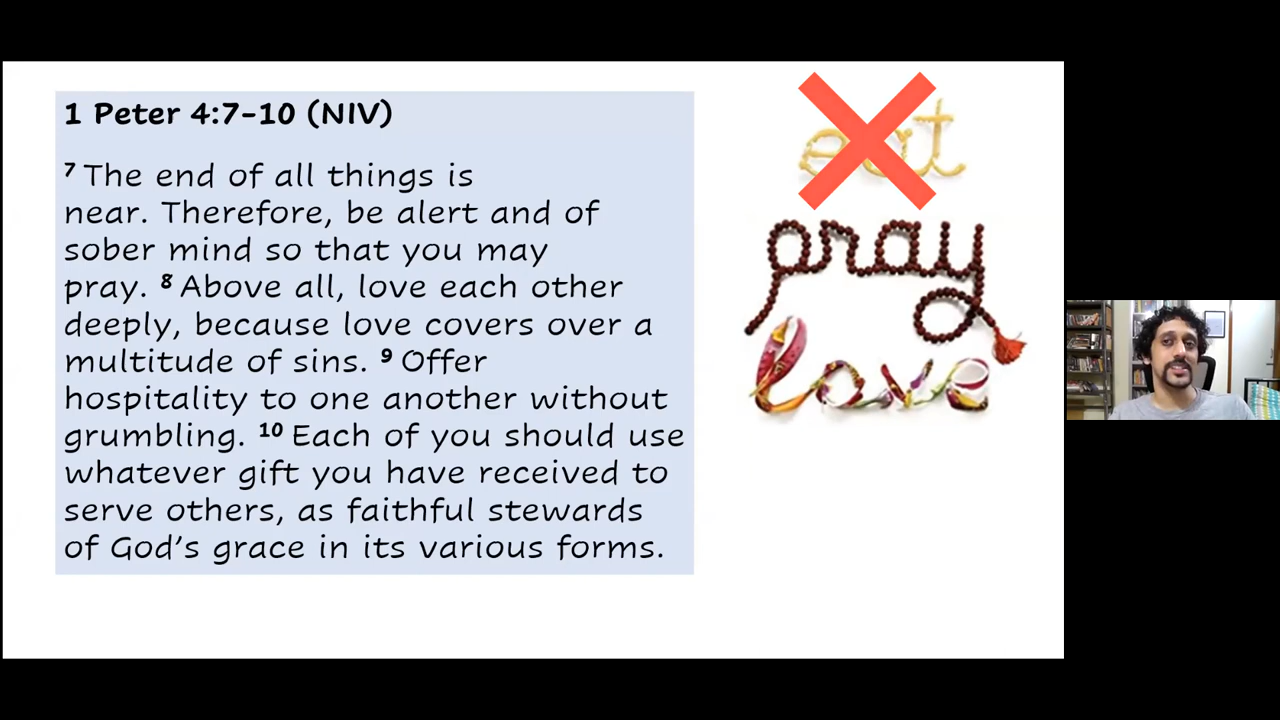 1 Peter 4:7-10 (NIV)
7 The end of all things is
near. Therefore, be alert and of
sober mind so that you may
pray. 8 Above all, love each other
deeply, because love covers over a
multitude of sins. 9 Offer
hospitality to one another without
grumbling. 10 Each of you should use
whatever gift you have received to
serve others, as faithful stewards
of God's grace in its various forms.
eat
pray
love